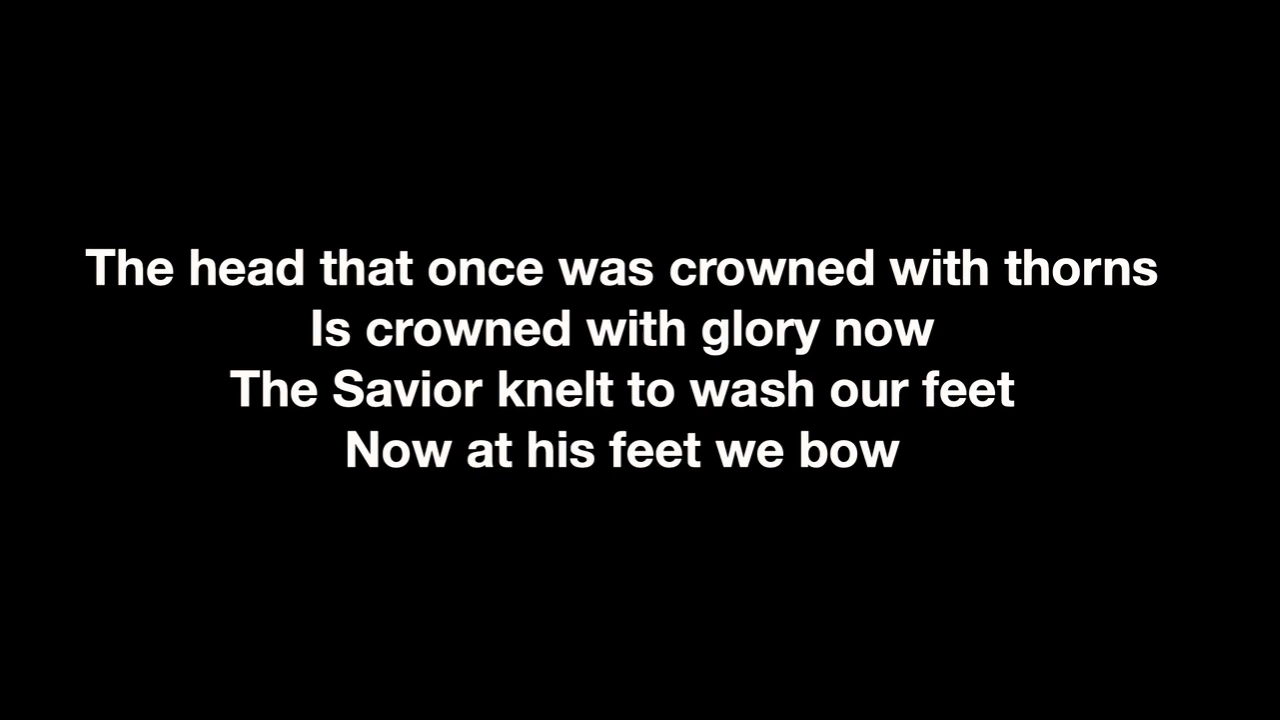 The head that once was crowned with thorns
Is crowned with glory now
The Savior knelt to wash our feet
Now at his feet we bow